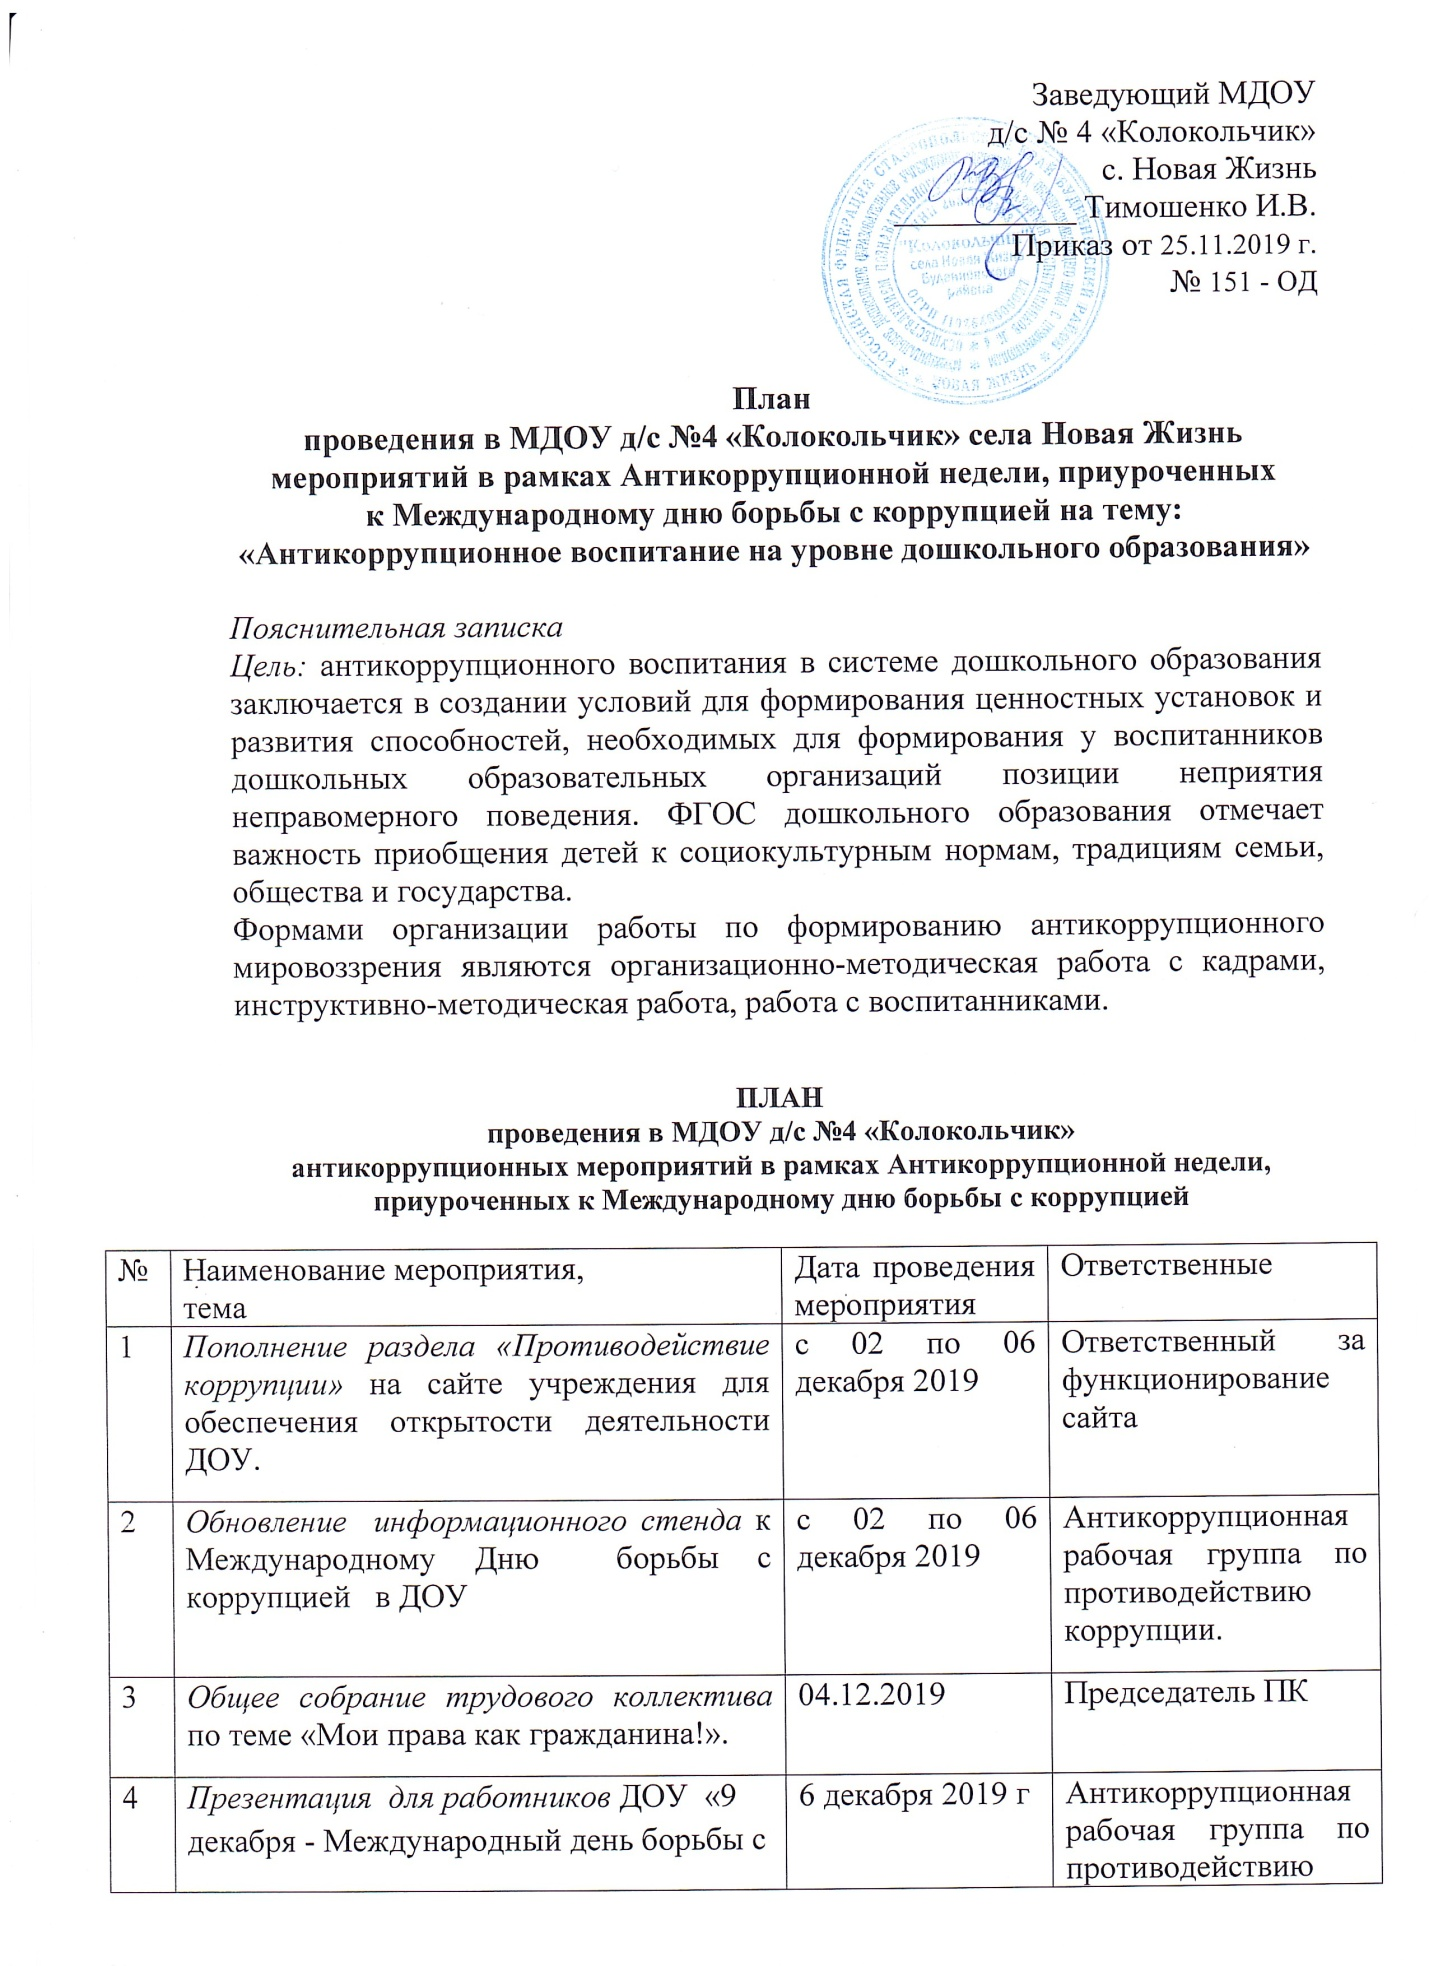 Заведующий МДОУ
д/с № 4 «Колокольчик»
с. Новая Жизнь
Тимошенко И.В.
Приказ от 25.11.2019 г.
№ 151 - ОД
РОССИЙСКАЯ ФЕДЕРАЦИЯ
"Колокольчик"
села Новая Жизнь
Буденновского
района
ОГРН
План
проведения в МДОУ д/с №4 «Колокольчик» села Новая Жизнь
мероприятий в рамках Антикоррупционной недели, приуроченных
к Международному дню борьбы с коррупцией на тему:
«Антикоррупционное воспитание на уровне дошкольного образования»
Пояснительная записка
Цель: антикоррупционного воспитания в системе дошкольного образования
заключается в создании условий для формирования ценностных установок и
развития способностей, необходимых для формирования у воспитанников
дошкольных образовательных организаций позиции неприятия
неправомерного поведения. ФГОС дошкольного образования отмечает
важность приобщения детей к социокультурным нормам, традициям семьи,
общества и государства.
Формами организации работы по формированию антикоррупционного
мировоззрения являются организационно-методическая работа с кадрами,
инструктивно-методическая работа, работа с воспитанниками.
ПЛАН
проведения в МДОУ д/с №4 «Колокольчик»
антикоррупционных мероприятий в рамках Антикоррупционной недели,
приуроченных к Международному дню борьбы с коррупцией
№ Наименование мероприятия, Дата проведения Ответственные
тема мероприятия
1 Пополнение раздела «Противодействие с 02 по 06 Ответственный за
коррупции» на сайте учреждения для декабря 2019 функционирование
обеспечения открытости деятельности сайта
ДОУ.
2 Обновление информационного стенда к с 02 по 06 Антикоррупционная
Международному Дню борьбы с декабря 2019 рабочая группа по
коррупцией в ДОУ противодействию
коррупции.
3 Общее собрание трудового коллектива 04.12.2019 Председатель ПК
по теме «Мои права как гражданина!».
4 Презентация для работников ДОУ «9 6 декабря 2019 г Антикоррупционная
декабря - Международный день борьбы с рабочая группа по
противодействию